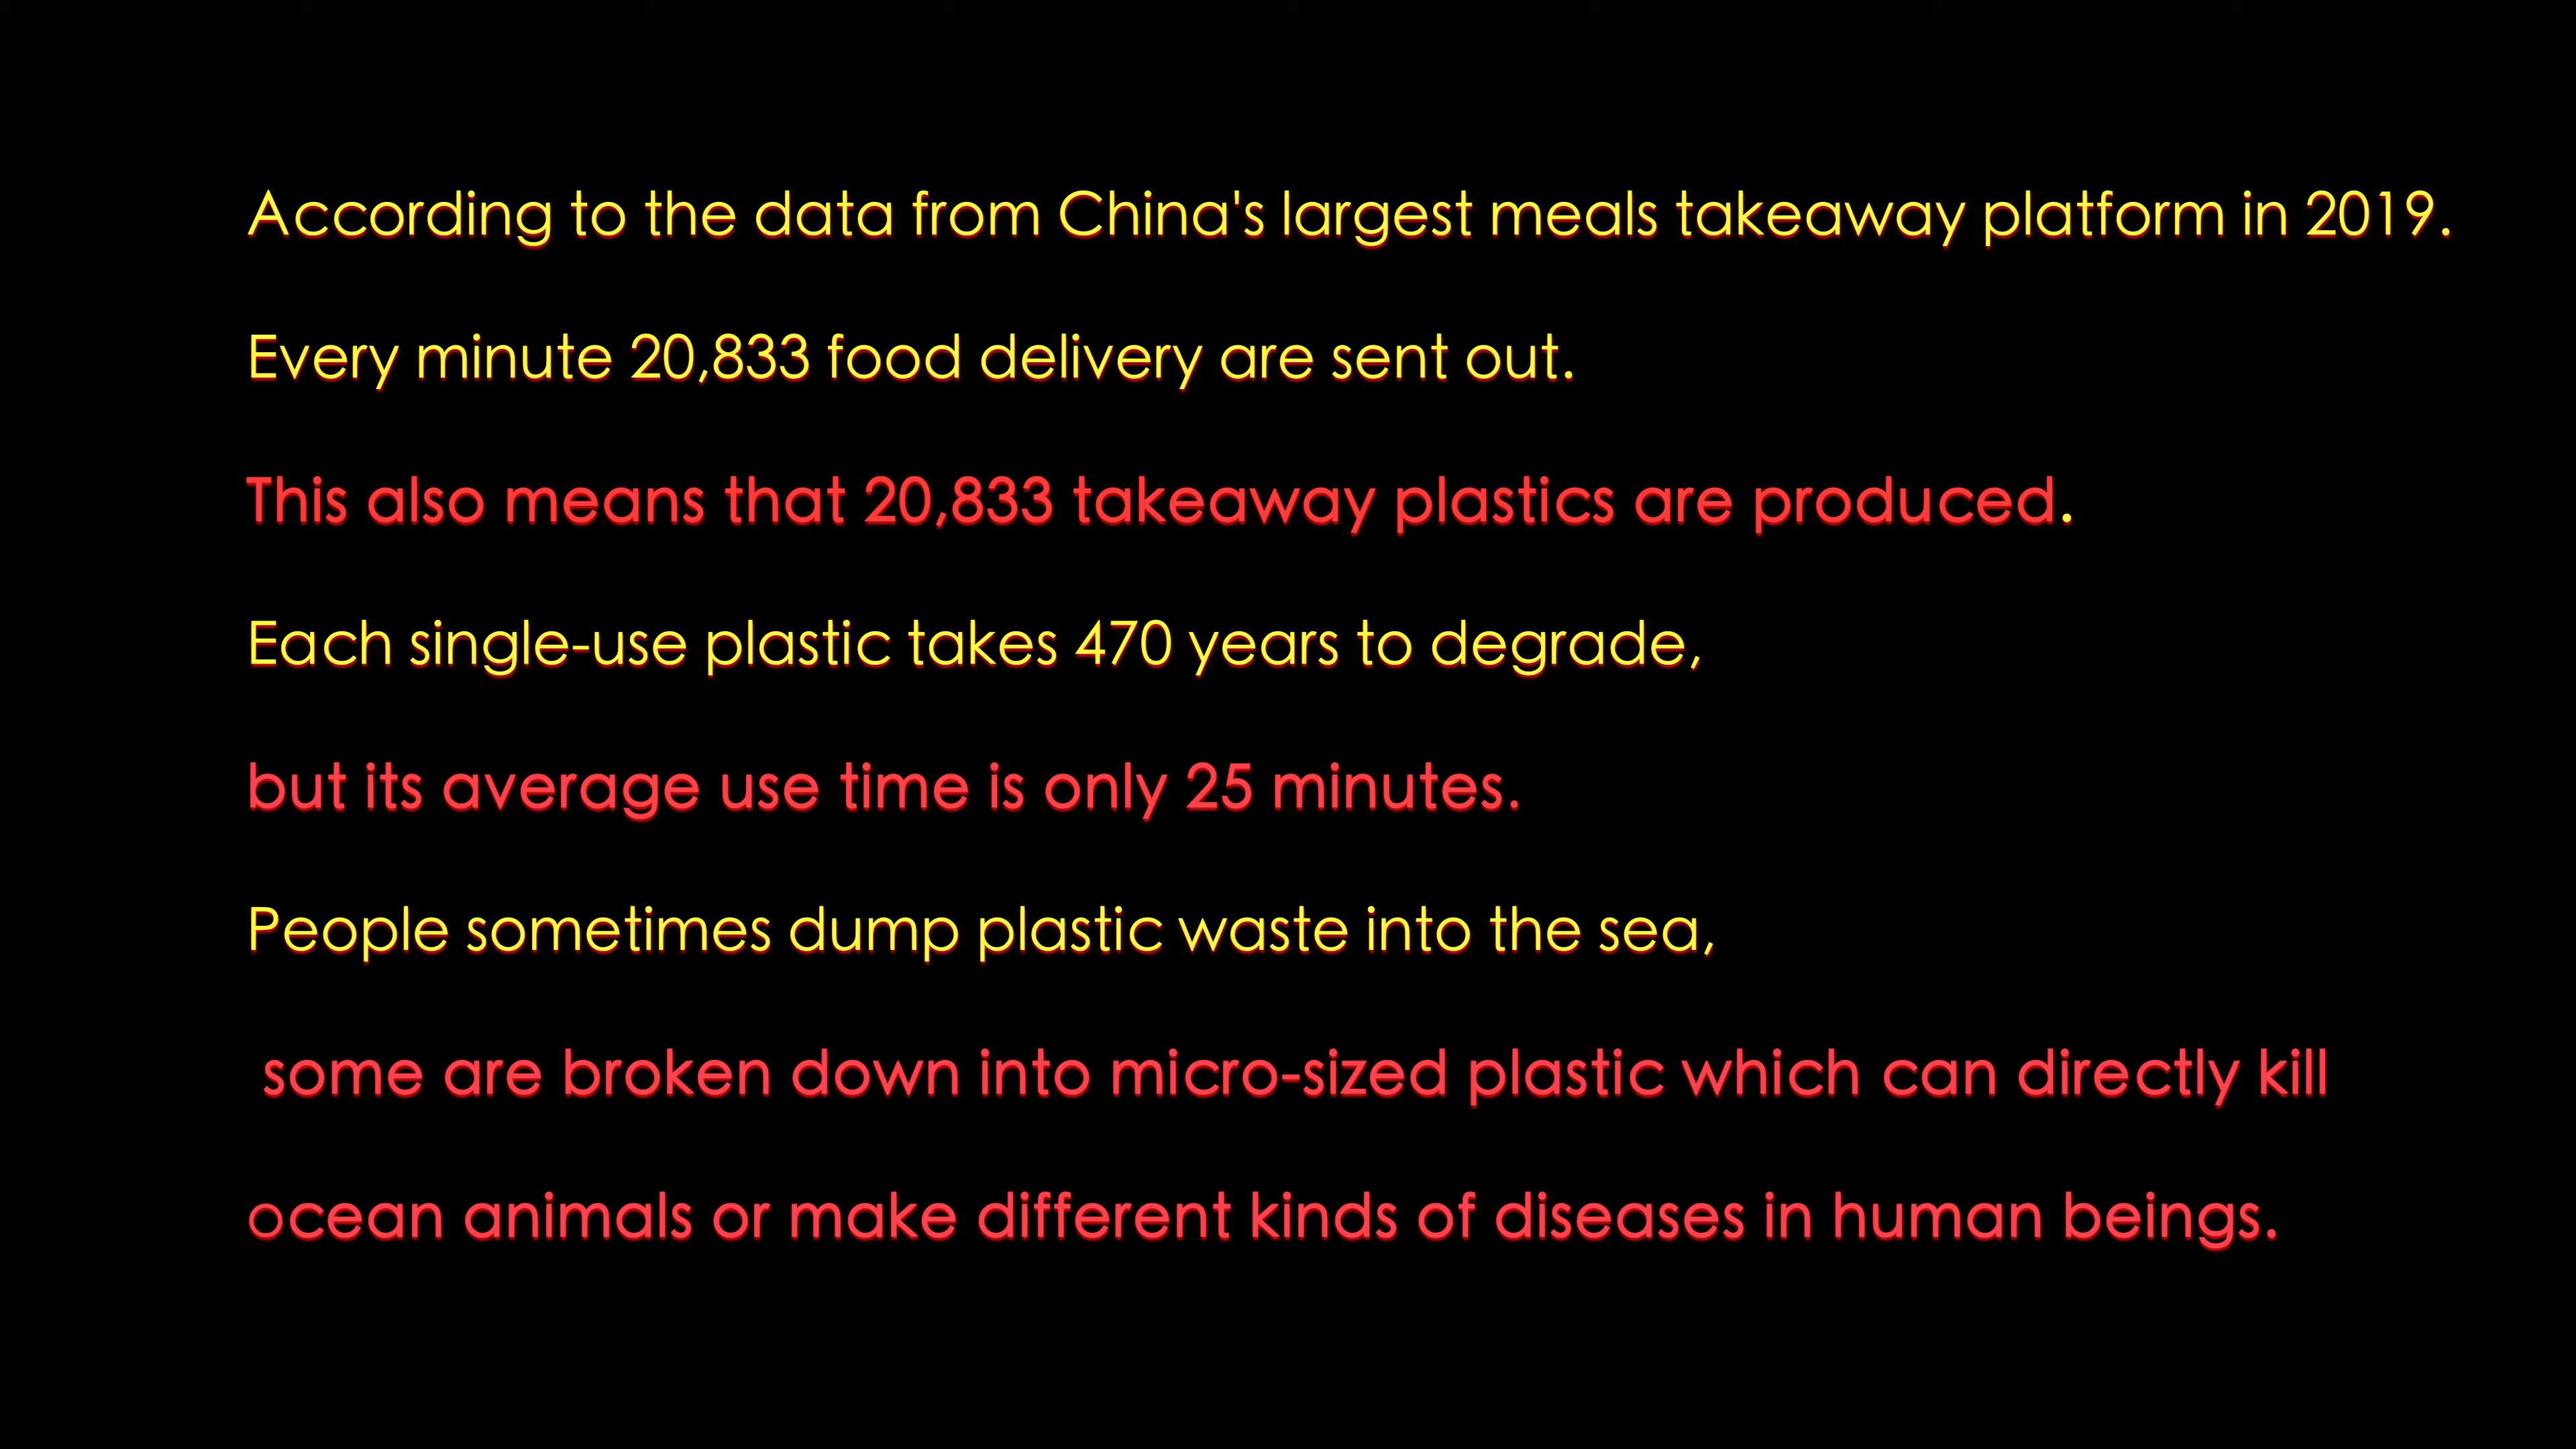 According to the data from China's largest meals takeaway platform in 2019.
Every minute 20,833 food delivery are sent out.
This also means that 20,833 takeaway plastics are produced.
Each single-use plastic takes 470 years to degrade,
but its average use time is only 25 minutes.
People sometimes dump plastic waste into the sea,
some are broken down into micro-sized plastic which can directly kill
ocean animals or make different kinds of diseases in human beings.